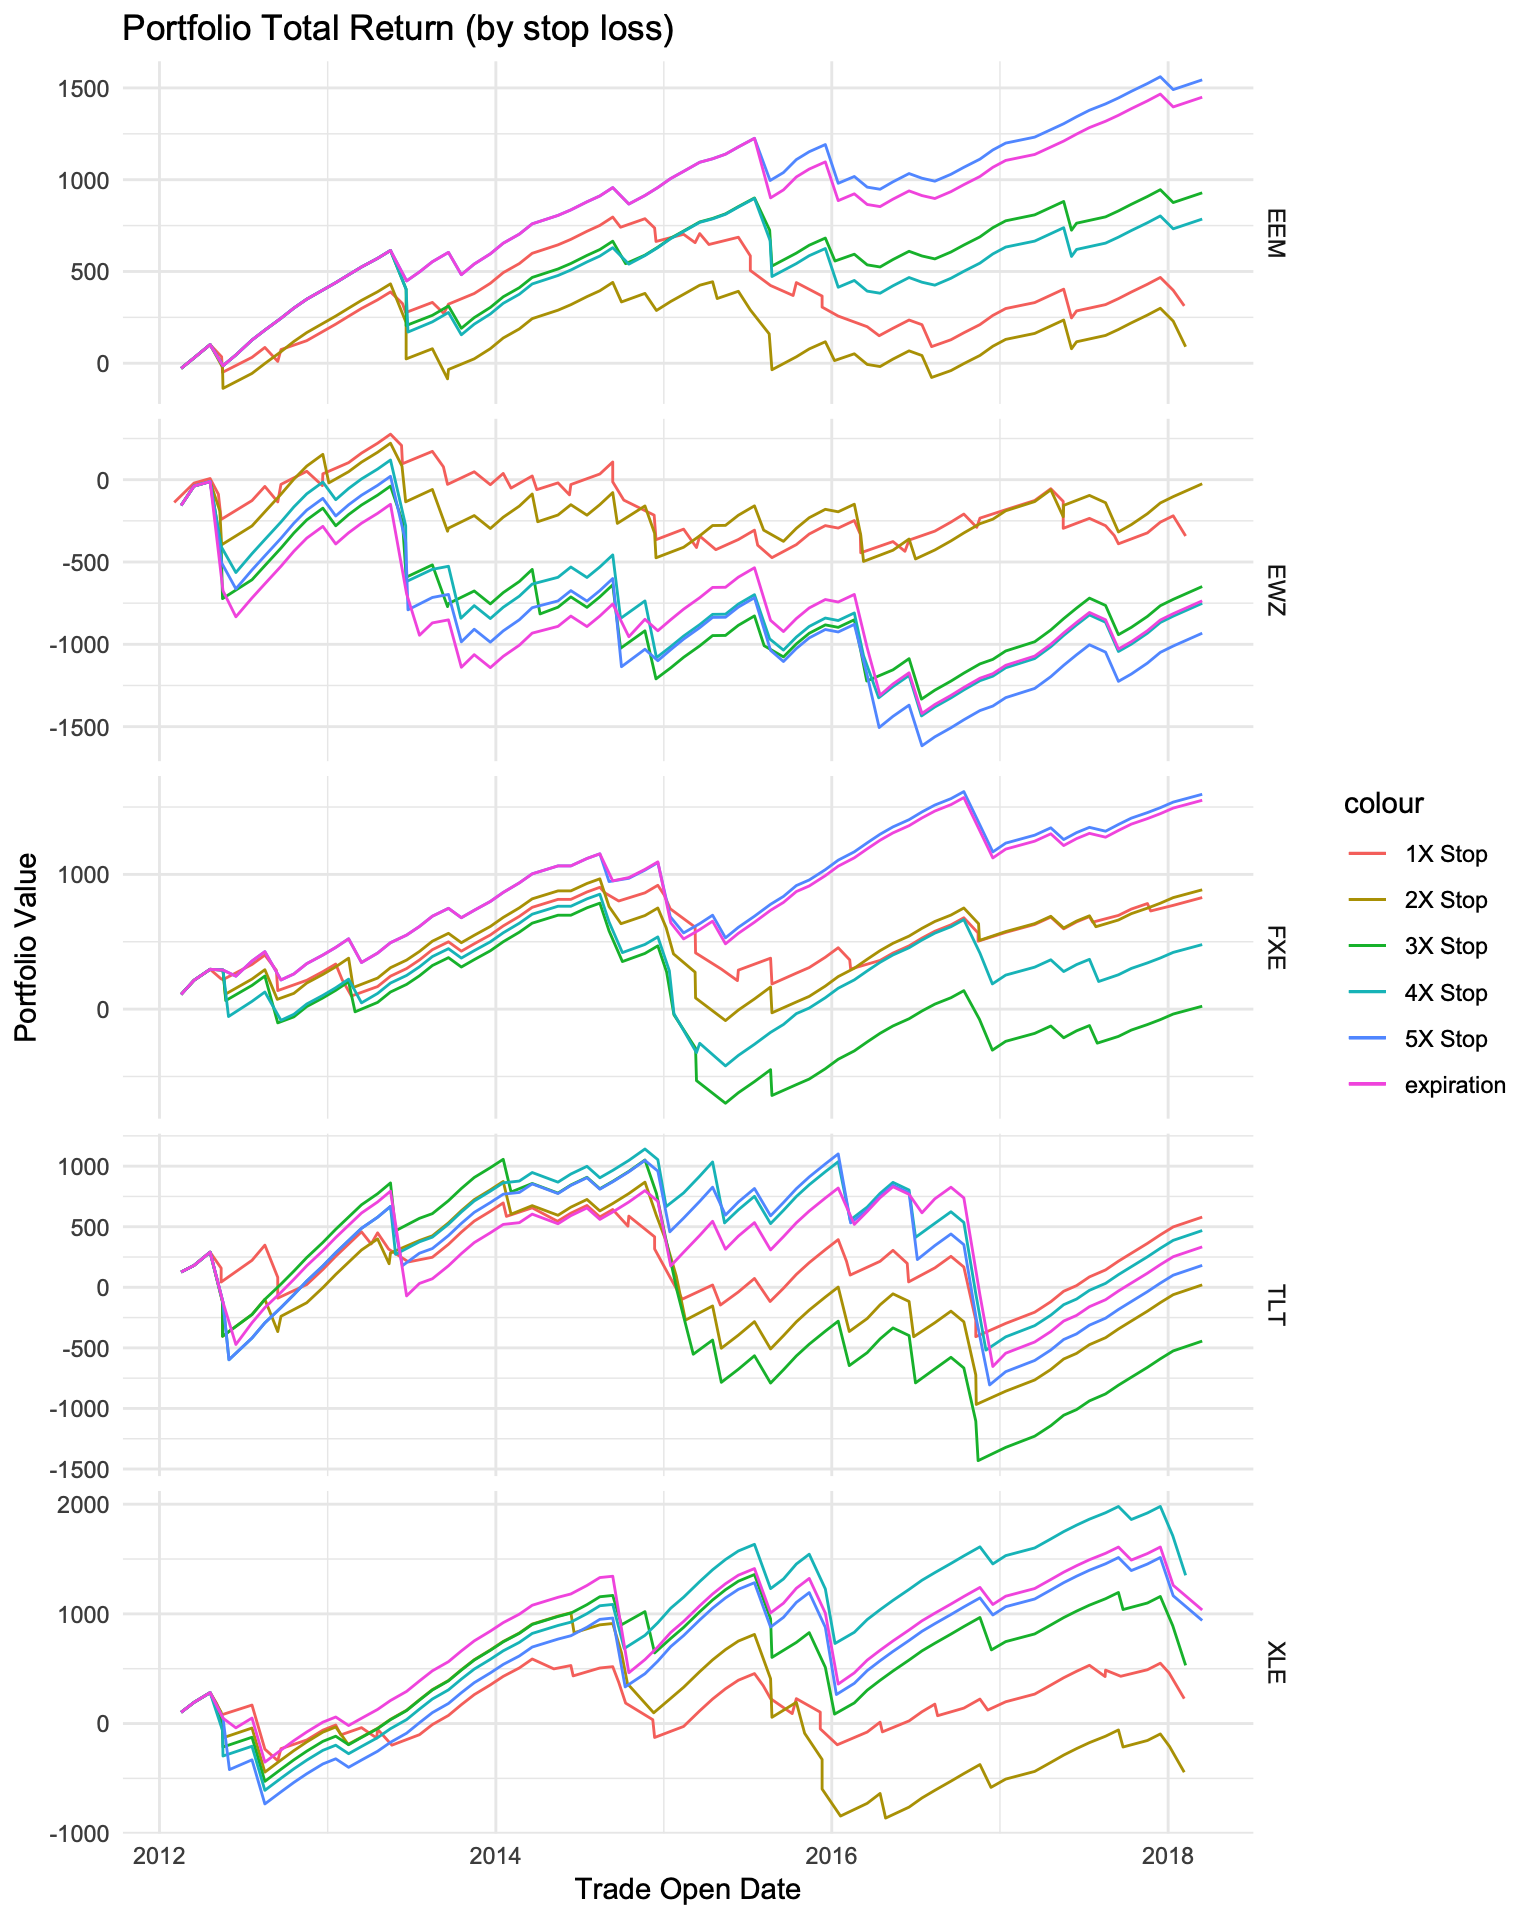 Portfolio Total Return (by stop loss)
1500
1000
500
0
EEM
0
-500
-1000
-1500
EWZ
1000
0
FXE
1000
500
0
-500
-1000
-1500
TLT
2000
1000
0
-1000
XLE
2012
2014
2016
2018
Trade Open Date
Portfolio Value
colour
1X Stop
2X Stop
3X Stop
4X Stop
5X Stop
expiration